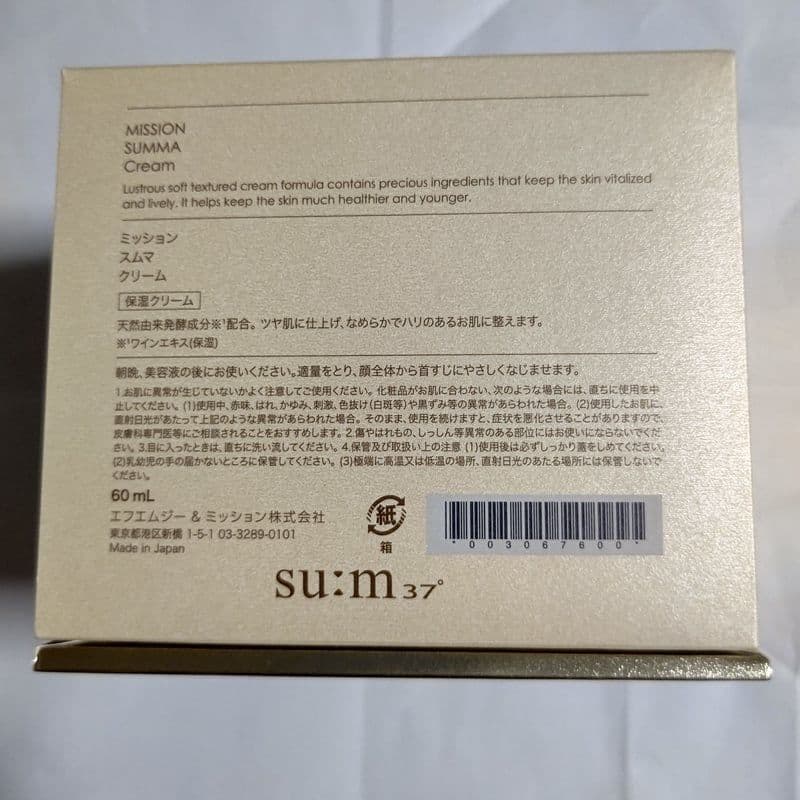 MISSION
SUMMA
Cream
Lustrous soft textured cream formula contains precious ingredients that keep the skin vitalized
and lively. It helps keep the skin much healthier and younger.
ミッション
スムマ
クリーム
保湿クリーム
天然由来発酵成分※¹配合。ツヤ肌に仕上げ、なめらかでハリのあるお肌に整えます。
※¹ワインエキス(保湿)
朝晩、美容液の後にお使いください。適量をとり、顔全体から首すじにやさしくなじませます。
1.お肌に異常が生じていないかよく注意してご使用ください。化粧品がお肌に合わない、次のような場合には、直ちに使用を中
止してください。(1)使用中、赤味、はれ、かゆみ、刺激、色抜け(白斑等)や黒ずみ等の異常があらわれた場合。(2)使用したお肌に、
直射日光があたって上記のような異常があらわれた場合。そのまま、使用を続けますと、症状を悪化させることがありますので、
皮膚科専門医等にご相談されることをおすすめします。2.傷やはれもの、しっしん等異常のある部位にはお使いにならないでくだ
さい。3.目に入ったときは、直ちに洗い流してください。4.保管及び取扱い上の注意 (1)使用後は必ずしっかり蓋をしめてください。
(2)乳幼児の手の届かないところに保管してください。(3)極端に高温又は低温の場所、直射日光のあたる場所には保管しないで
ください。
60 mL
エフエムジー & ミッション株式会社
東京都港区新橋 1-5-1 03-3289-0101
Made in Japan
紙
箱
*003067600*
su:m37°